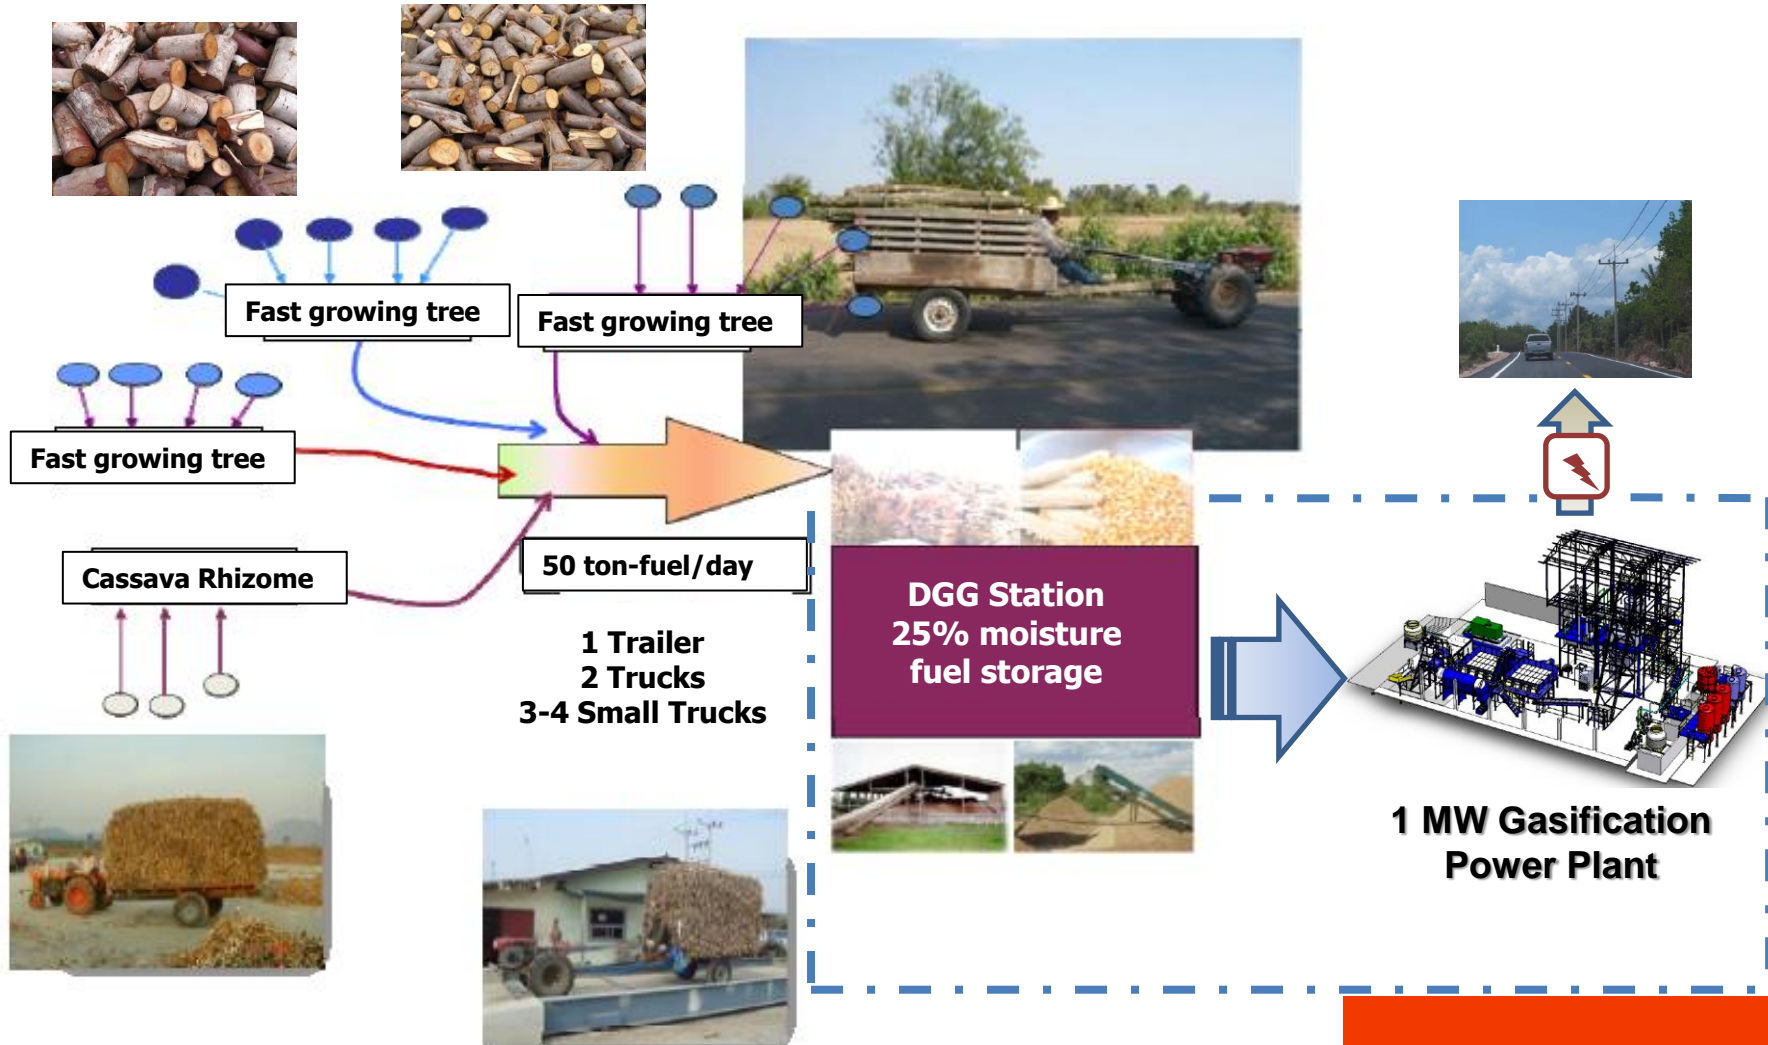 Fast growing tree
Fast growing tree
Fast growing tree
Cassava Rhizome
50 ton-fuel/day
1 Trailer
2 Trucks
3-4 Small Trucks
DGG Station
25% moisture
fuel storage
1 MW Gasification
Power Plant